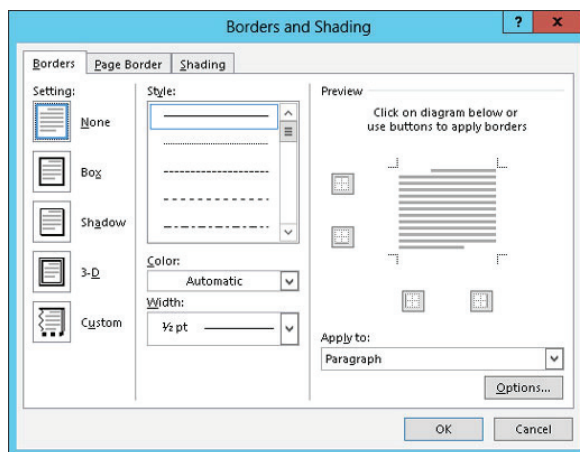 Borders and Shading
? x
Borders Page Border Shading
Setting:
None
Box
Shadow
3-D
Custom
Style:
Color:
Automatic
Width:
½ pt
Preview
Click on diagram below or
use buttons to apply borders
Apply to:
Paragraph
Options...
OK Cancel